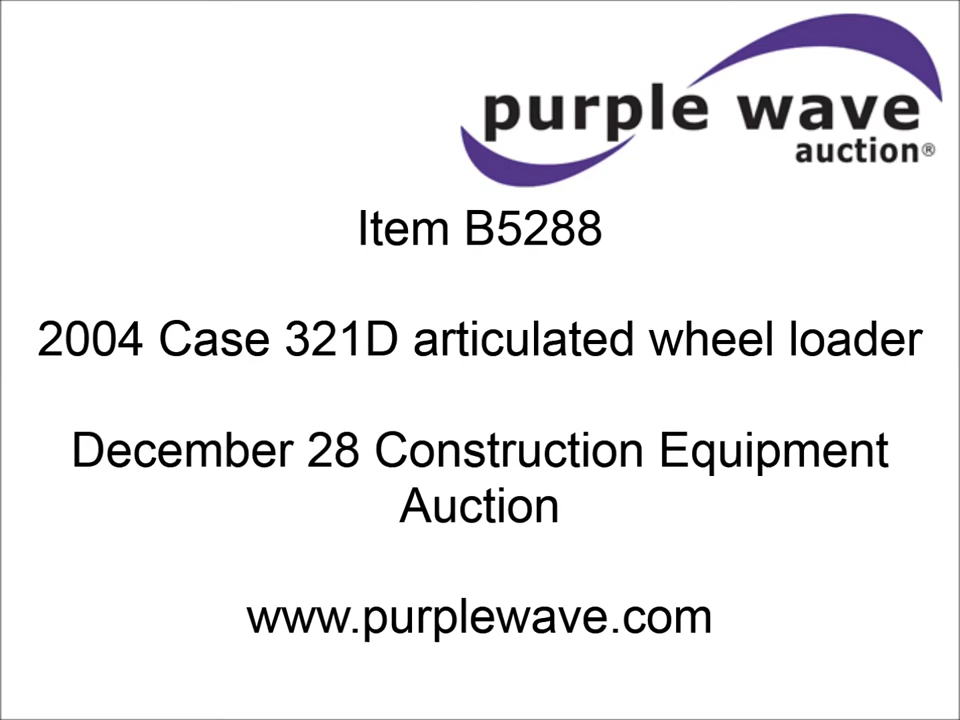 purple wave
auction®
Item B5288
2004 Case 321D articulated wheel loader
December 28 Construction Equipment
Auction
www.purplewave.com